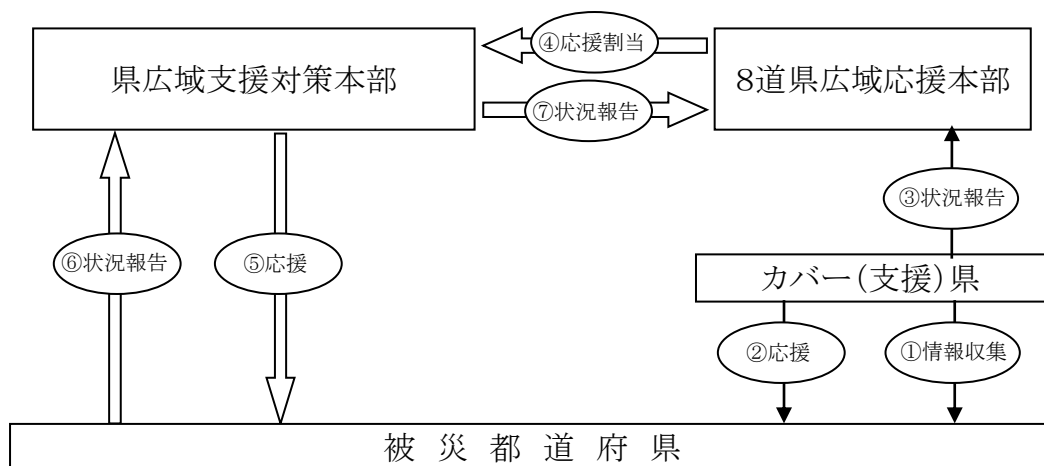 ④応援割当
県広域支援対策本部
8道県広域応援本部
⑦状況報告
③状況報告
⑥状況報告
⑤応援
カバー(支援)県
②応援
①情報収集
被災都道府県